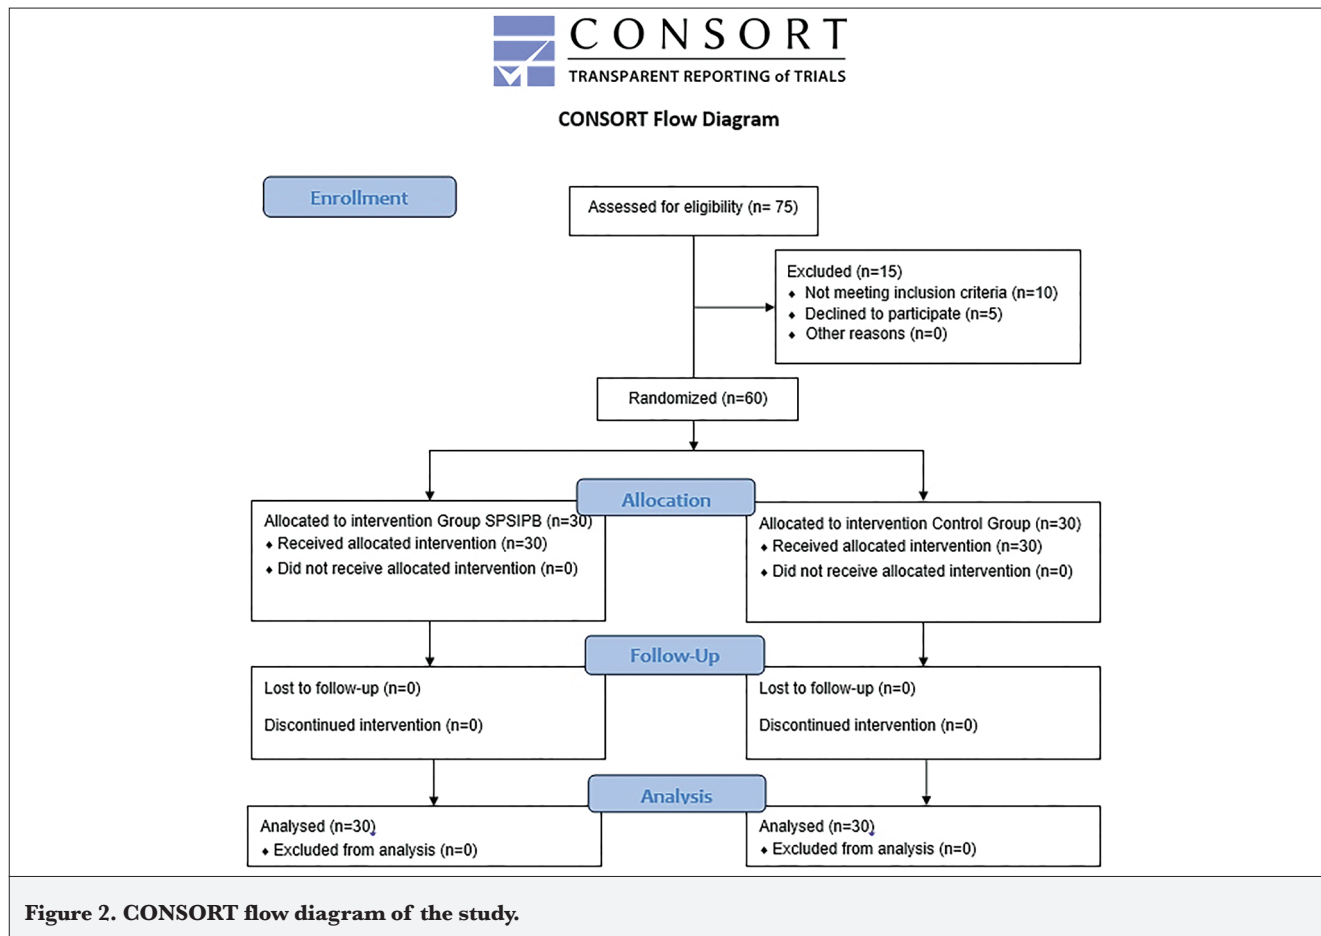 CONSORT
TRANSPARENT REPORTING of TRIALS
CONSORT Flow Diagram
Enrollment
Assessed for eligibility (n= 75)
Excluded (n=15)
♦ Not meeting inclusion criteria (n=10)
♦ Declined to participate (n=5)
♦ Other reasons (n=0)
Randomized (n=60)
Allocation
Allocated to intervention Group SPSIPB (n=30)
♦ Received allocated intervention (n=30)
♦ Did not receive allocated intervention (n=0)
Allocated to intervention Control Group (n=30)
♦ Received allocated intervention (n=30)
♦ Did not receive allocated intervention (n=0)
Follow-Up
Lost to follow-up (n=0)
Discontinued intervention (n=0)
Lost to follow-up (n=0)
Discontinued intervention (n=0)
Analysis
Analysed (n=30)
♦ Excluded from analysis (n=0)
Analysed (n=30)
♦ Excluded from analysis (n=0)
Figure 2. CONSORT flow diagram of the study.